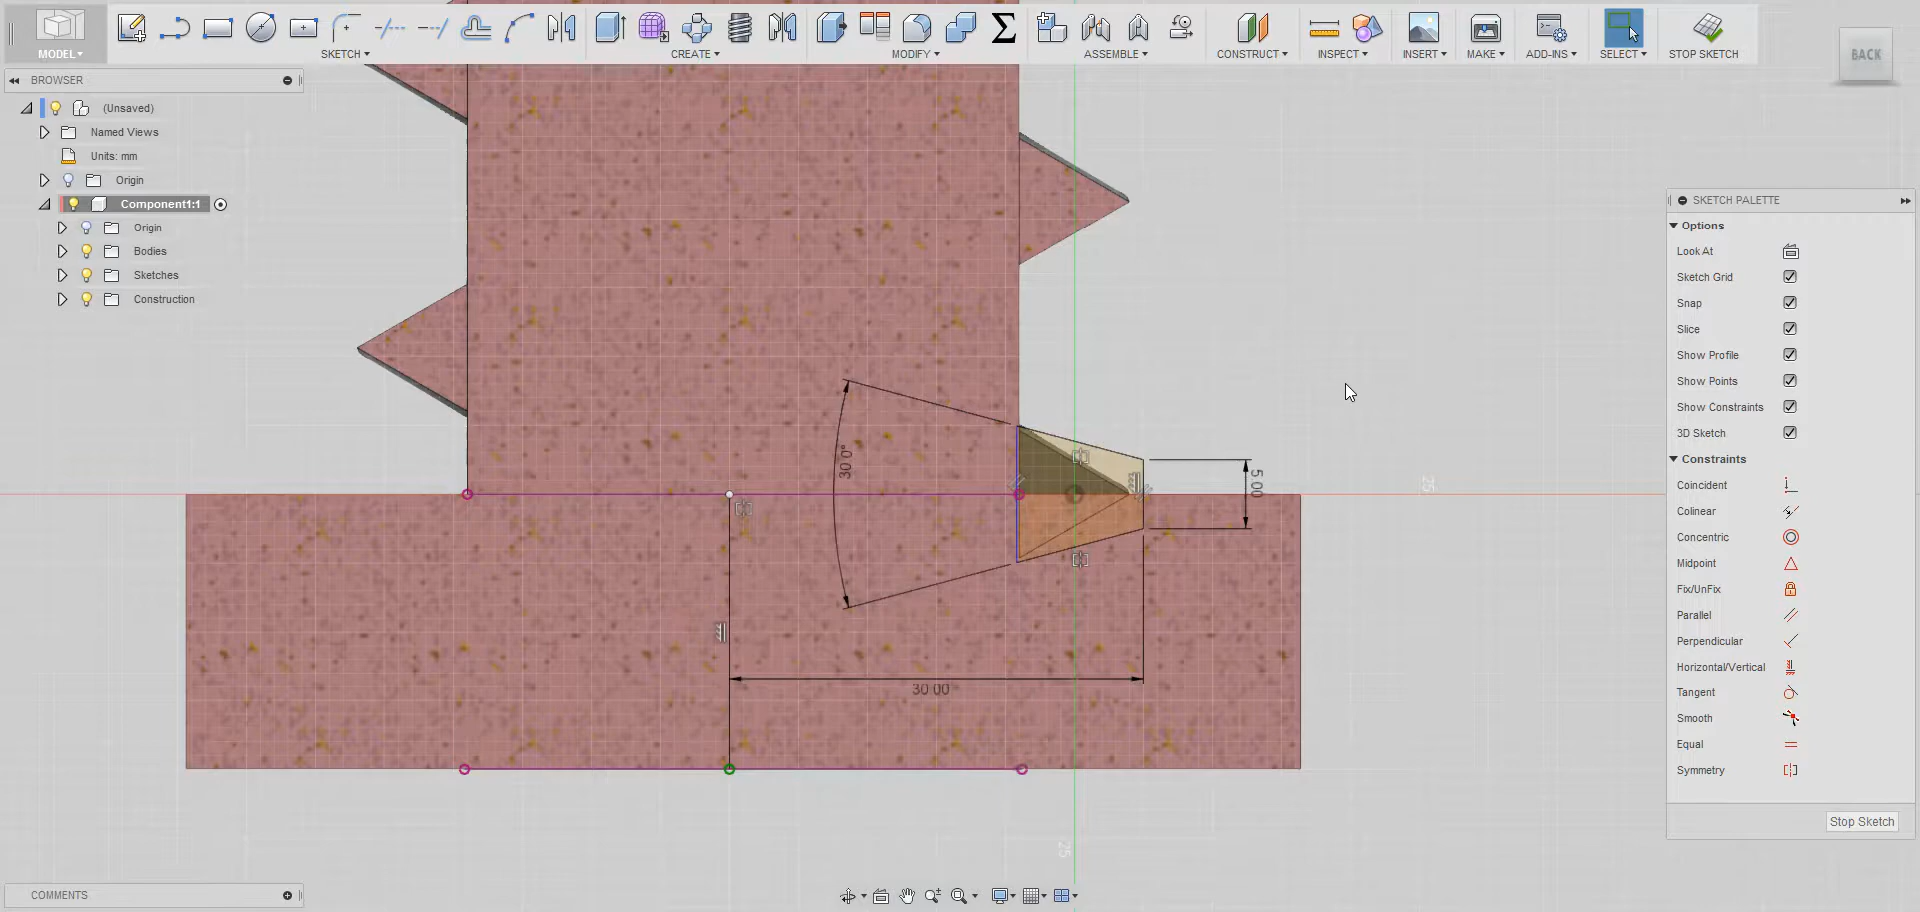 MODEL
SKETCH
CREATE
MODIFY
ASSEMBLE
CONSTRUCT
INSPECT
INSERT
MAKE
ADD-INS
SELECT
STOP SKETCH
BACK
BROWSER
(Unsaved)
Named Views
Units: mm
Origin
Component1:1
Origin
Bodies
Sketches
Construction
SKETCH PALETTE
Options
Look At
Sketch Grid
Snap
Slice
Show Profile
Show Points
Show Constraints
3D Sketch
Constraints
Coincident
Colinear
Concentric
Midpoint
Fix/UnFix
Parallel
Perpendicular
Horizontal/Vertical
Tangent
Smooth
Equal
Symmetry
Stop Sketch
30.0°
5.00
25
30.00
25
COMMENTS